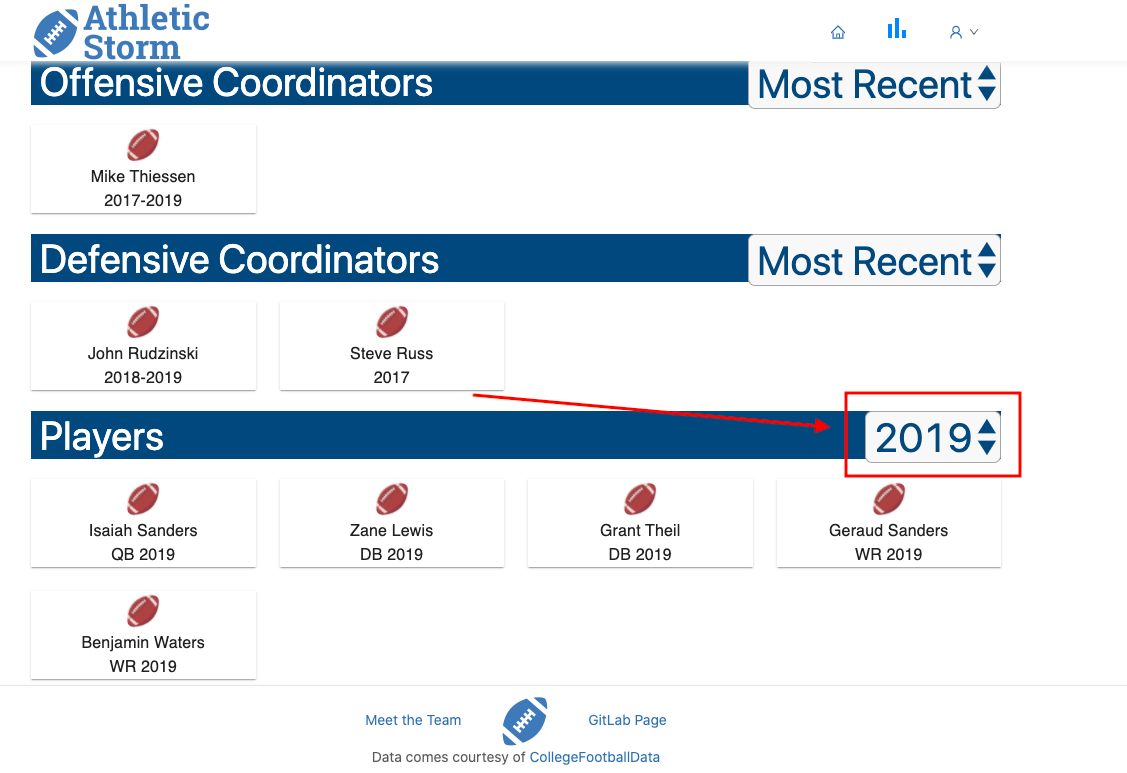 Athletic
Storm
Offensive Coordinators
Most Recent
Mike Thiessen
2017-2019
Defensive Coordinators
Most Recent
John Rudzinski
2018-2019
Steve Russ
2017
Players
2019
Isaiah Sanders
QB 2019
Zane Lewis
DB 2019
Grant Theil
DB 2019
Geraud Sanders
WR 2019
Benjamin Waters
WR 2019
Meet the Team
GitLab Page
Data comes courtesy of CollegeFootballData